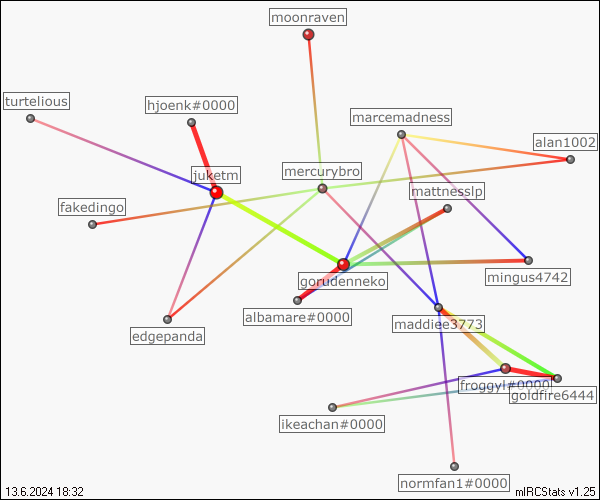 moonraven
turtelious
hjoenk#0000
marcemadness
alan1002
juketm
mercurybro
mattnesslp
fakedingo
gorudenneko
mingus4742
albamare#0000
maddiee3773
edgepanda
froggyl#0000
goldfire6444
ikeachan#0000
normfan1#0000
13.6.2024 18:32
mIRCStats v1.25